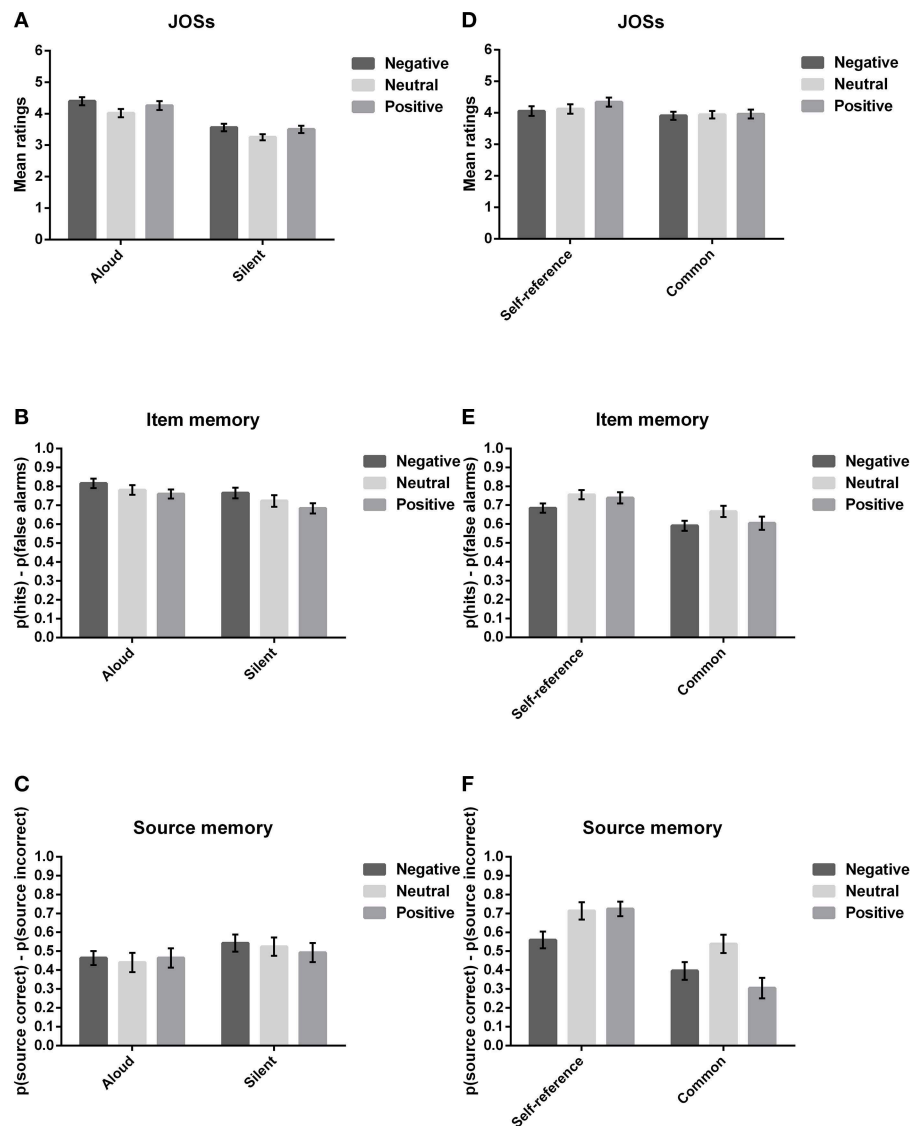 A
JOSs
Mean ratings
6
5
4
3
2
1
0
Aloud
Silent
Negative
Neutral
Positive
D
JOSs
Mean ratings
6
5
4
3
2
1
0
Self-reference
Common
Negative
Neutral
Positive
B
Item memory
p(hits) - p(false alarms)
1.0
0.9
0.8
0.7
0.6
0.5
0.4
0.3
0.2
0.1
0.0
Aloud
Silent
Negative
Neutral
Positive
E
Item memory
p(hits) - p(false alarms)
1.0
0.9
0.8
0.7
0.6
0.5
0.4
0.3
0.2
0.1
0.0
Self-reference
Common
Negative
Neutral
Positive
C
Source memory
p(source correct) - p(source incorrect)
1.0
0.9
0.8
0.7
0.6
0.5
0.4
0.3
0.2
0.1
0.0
Aloud
Silent
Negative
Neutral
Positive
F
Source memory
p(source correct) - p(source incorrect)
1.0
0.9
0.8
0.7
0.6
0.5
0.4
0.3
0.2
0.1
0.0
Self-reference
Common
Negative
Neutral
Positive